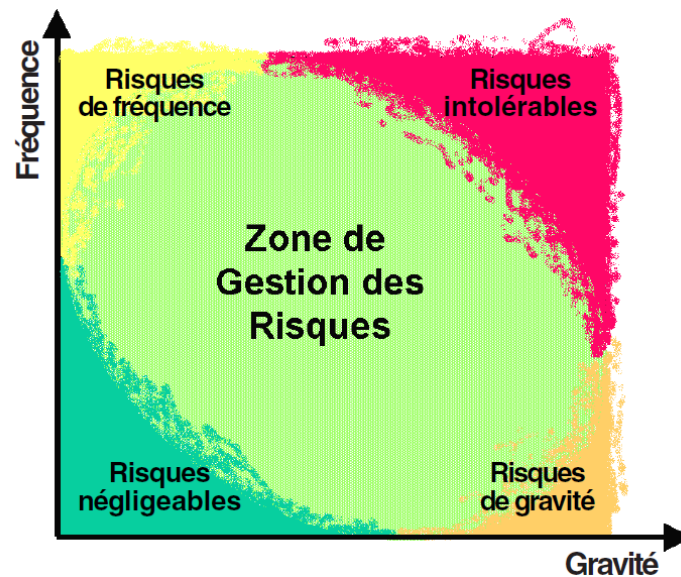 Fréquence
Risques
de fréquence
Risques
intolérables
Zone de
Gestion des
Risques
Risques
négligeables
Risques
de gravité
Gravité